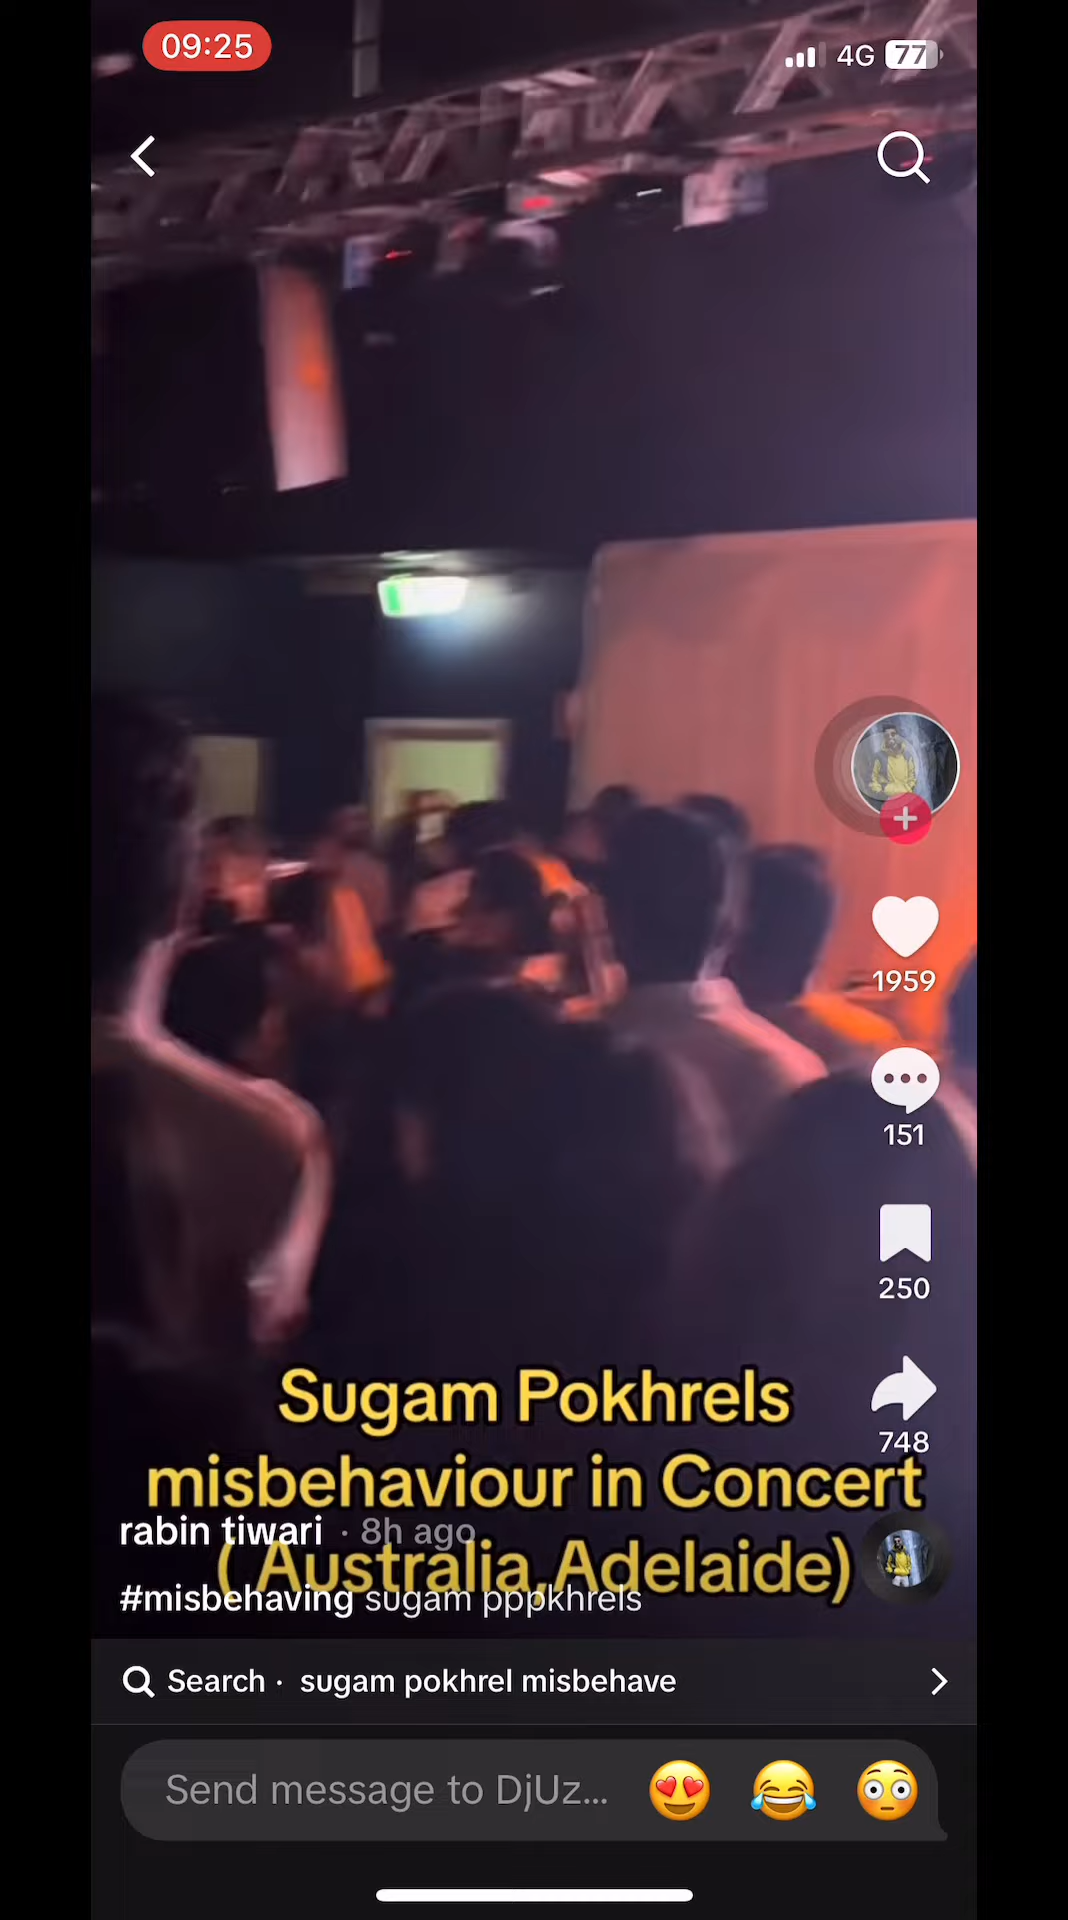 09:25
4G 77
1959
151
250
748
Sugam Pokhrels
misbehaviour in Concert
( Australia,Adelaide)
rabin tiwari · 8h ago
#misbehaving sugam pppkhrels
Search · sugam pokhrel misbehave
Send message to DjUz...